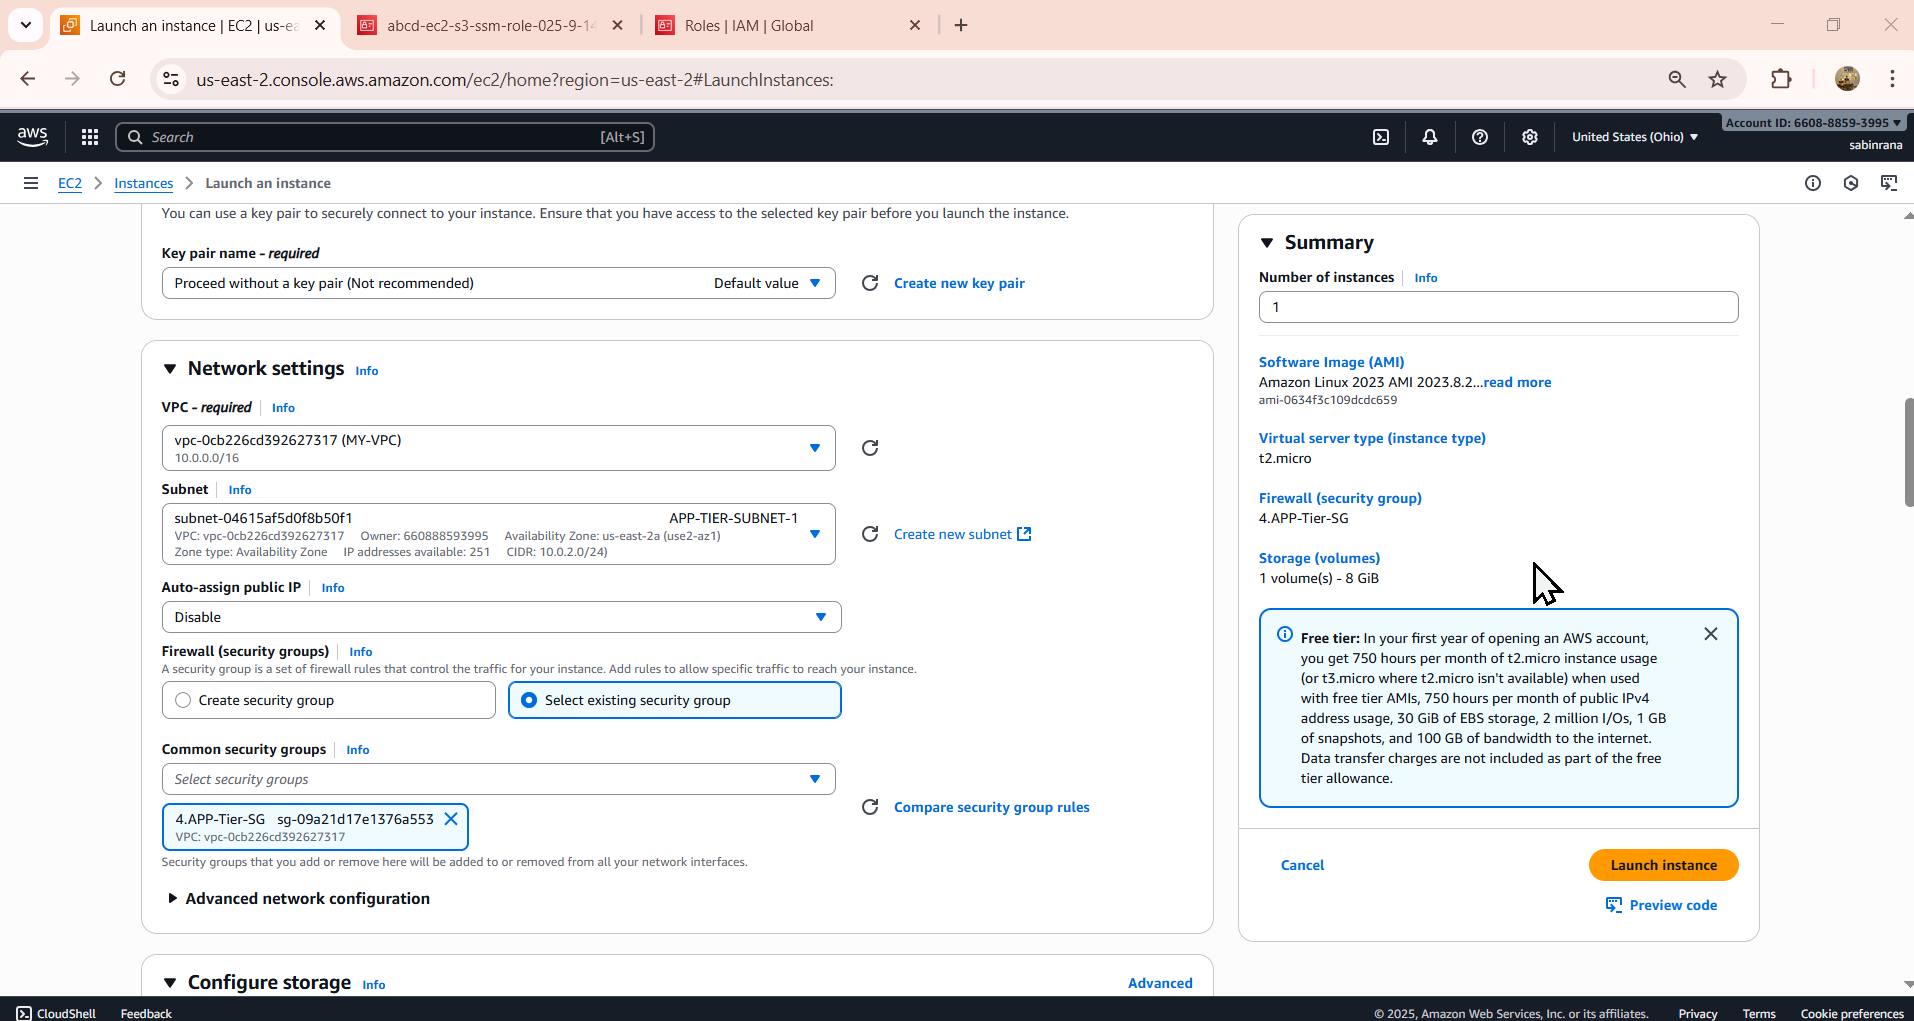 Launch an instance | EC2 | us-ea
abcd-ec2-s3-ssm-role-025-9-14
Roles | IAM | Global
us-east-2.console.aws.amazon.com/ec2/home?region=us-east-2#LaunchInstances:
aws
Search
[Alt+S]
United States (Ohio)
Account ID: 6608-8859-3995
sabinrana
EC2
Instances
Launch an instance
You can use a key pair to securely connect to your instance. Ensure that you have access to the selected key pair before you launch the instance.
Key pair name - required
Proceed without a key pair (Not recommended)
Default value
Create new key pair
Network settings
Info
VPC - required
Info
vpc-0cb226cd392627317 (MY-VPC)
10.0.0.0/16
Subnet
Info
subnet-04615af5d0f8b50f1
APP-TIER-SUBNET-1
VPC: vpc-0cb226cd392627317 Owner: 660888593995 Availability Zone: us-east-2a (use2-az1)
Zone type: Availability Zone IP addresses available: 251 CIDR: 10.0.2.0/24)
Create new subnet
Auto-assign public IP
Info
Disable
Firewall (security groups)
Info
A security group is a set of firewall rules that control the traffic for your instance. Add rules to allow specific traffic to reach your instance.
Create security group
Select existing security group
Common security groups
Info
Select security groups
4.APP-Tier-SG sg-09a21d17e1376a553
VPC: vpc-0cb226cd392627317
Compare security group rules
Security groups that you add or remove here will be added to or removed from all your network interfaces.
Advanced network configuration
Configure storage
Info
Advanced
Summary
Number of instances
Info
1
Software Image (AMI)
Amazon Linux 2023 AMI 2023.8.2...read more
ami-0634f3c109dcdc659
Virtual server type (instance type)
t2.micro
Firewall (security group)
4.APP-Tier-SG
Storage (volumes)
1 volume(s) - 8 GiB
Free tier: In your first year of opening an AWS account,
you get 750 hours per month of t2.micro instance usage
(or t3.micro where t2.micro isn't available) when used
with free tier AMIs, 750 hours per month of public IPv4
address usage, 30 GiB of EBS storage, 2 million I/Os, 1 GB
of snapshots, and 100 GB of bandwidth to the internet.
Data transfer charges are not included as part of the free
tier allowance.
Cancel
Launch instance
Preview code
CloudShell
Feedback
© 2025, Amazon Web Services, Inc. or its affiliates.
Privacy
Terms
Cookie preferences